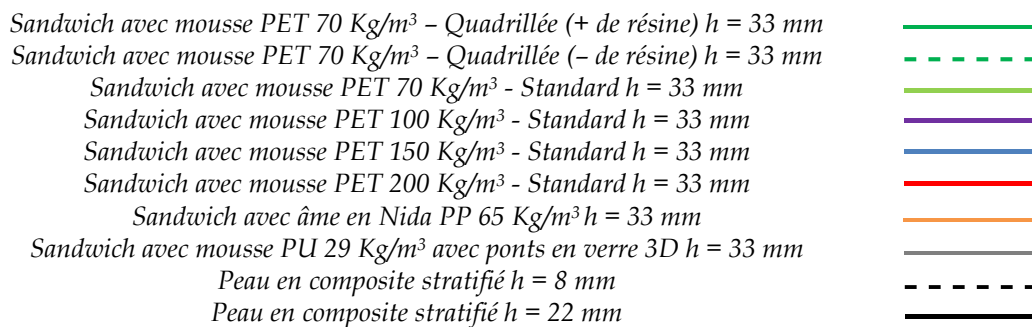 Sandwich avec mousse PET 70 Kg/m³ – Quadrillée (+ de résine) h = 33 mm
Sandwich avec mousse PET 70 Kg/m³ – Quadrillée (– de résine) h = 33 mm
Sandwich avec mousse PET 70 Kg/m³ - Standard h = 33 mm
Sandwich avec mousse PET 100 Kg/m³ - Standard h = 33 mm
Sandwich avec mousse PET 150 Kg/m³ - Standard h = 33 mm
Sandwich avec mousse PET 200 Kg/m³ - Standard h = 33 mm
Sandwich avec âme en Nida PP 65 Kg/m³ h = 33 mm
Sandwich avec mousse PU 29 Kg/m³ avec ponts en verre 3D h = 33 mm
Peau en composite stratifié h = 8 mm
Peau en composite stratifié h = 22 mm